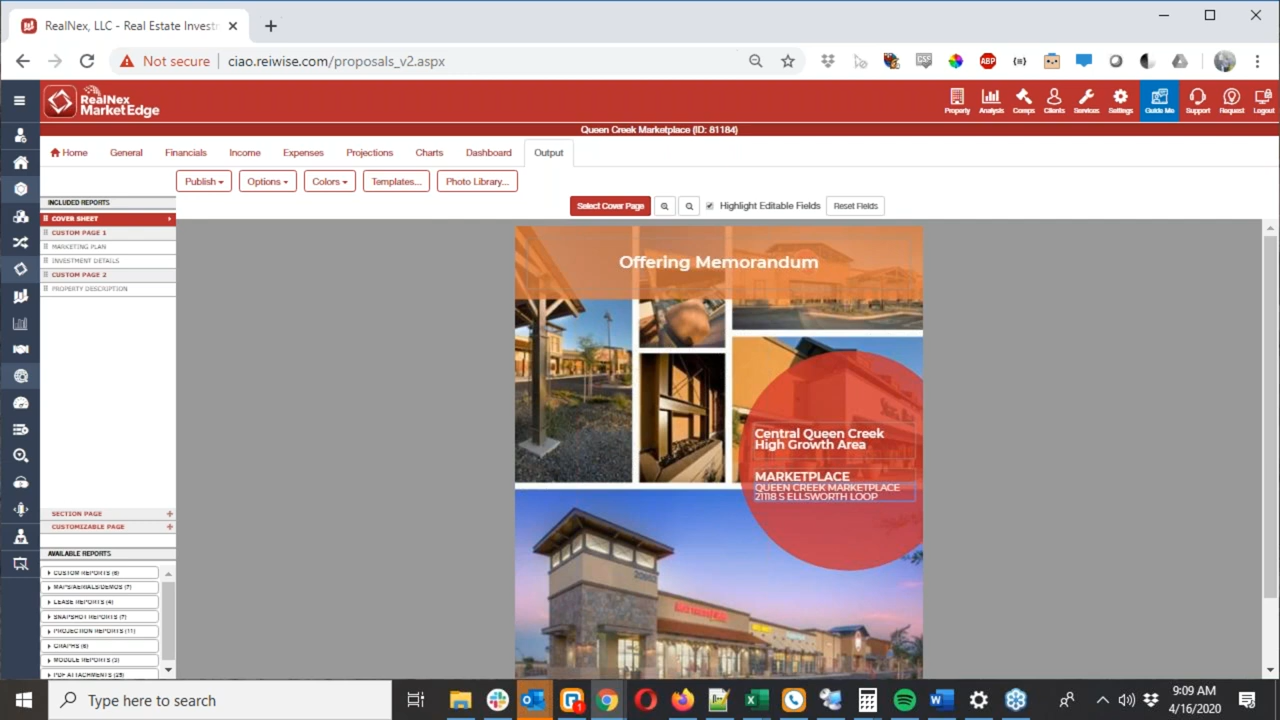 RealNex, LLC - Real Estate Invest
Not secure
ciao.reiwise.com/proposals_v2.aspx
RealNex
MarketEdge
Property
Analysis
Comps
Clients
Services
Settings
Guide Me
Support
Request
Logout
Queen Creek Marketplace (ID: 81184)
Home
General
Financials
Income
Expenses
Projections
Charts
Dashboard
Output
Publish
Options
Colors
Templates...
Photo Library...
INCLUDED REPORTS
Select Cover Page
Highlight Editable Fields
Reset Fields
COVER SHEET
CUSTOM PAGE 1
MARKETING PLAN
INVESTMENT DETAILS
CUSTOM PAGE 2
PROPERTY DESCRIPTION
Offering Memorandum
Central Queen Creek
High Growth Area
MARKETPLACE
QUEEN CREEK MARKETPLACE
21118 S ELLSWORTH LOOP
SECTION PAGE
CUSTOMIZABLE PAGE
AVAILABLE REPORTS
CUSTOM REPORTS (6)
MAPS/AERIALS/DEMOS (7)
LEASE REPORTS (4)
SNAPSHOT REPORTS (7)
PROJECTION REPORTS (11)
GRAPHS (6)
MODULE REPORTS (3)
Type here to search
9:09 AM
4/16/2020